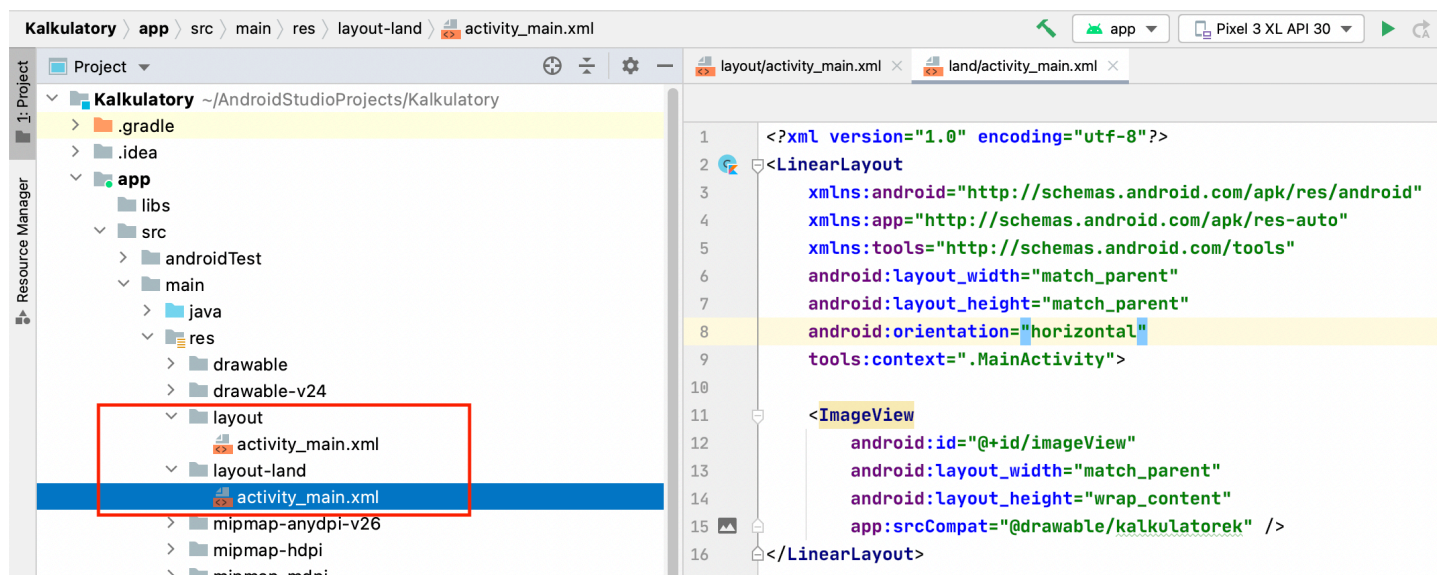 Kalkulatory app src main res layout-land activity_main.xml app Pixel 3 XL API 30
1: Project
Resource Manager
Project
Kalkulatory ~/AndroidStudioProjects/Kalkulatory
.gradle
.idea
app
libs
src
androidTest
main
java
res
drawable
drawable-v24
layout
activity_main.xml
layout-land
activity_main.xml
mipmap-anydpi-v26
mipmap-hdpi
mipmap-mdpi
layout/activity_main.xml land/activity_main.xml
1 <?xml version="1.0" encoding="utf-8"?>
2 <LinearLayout
3 xmlns:android="http://schemas.android.com/apk/res/android"
4 xmlns:app="http://schemas.android.com/apk/res-auto"
5 xmlns:tools="http://schemas.android.com/tools"
6 android:layout_width="match_parent"
7 android:layout_height="match_parent"
8 android:orientation="horizontal"
9 tools:context=".MainActivity">
10
11 <ImageView
12 android:id="@+id/imageView"
13 android:layout_width="match_parent"
14 android:layout_height="wrap_content"
15 app:srcCompat="@drawable/kalkulatorek" />
16 </LinearLayout>